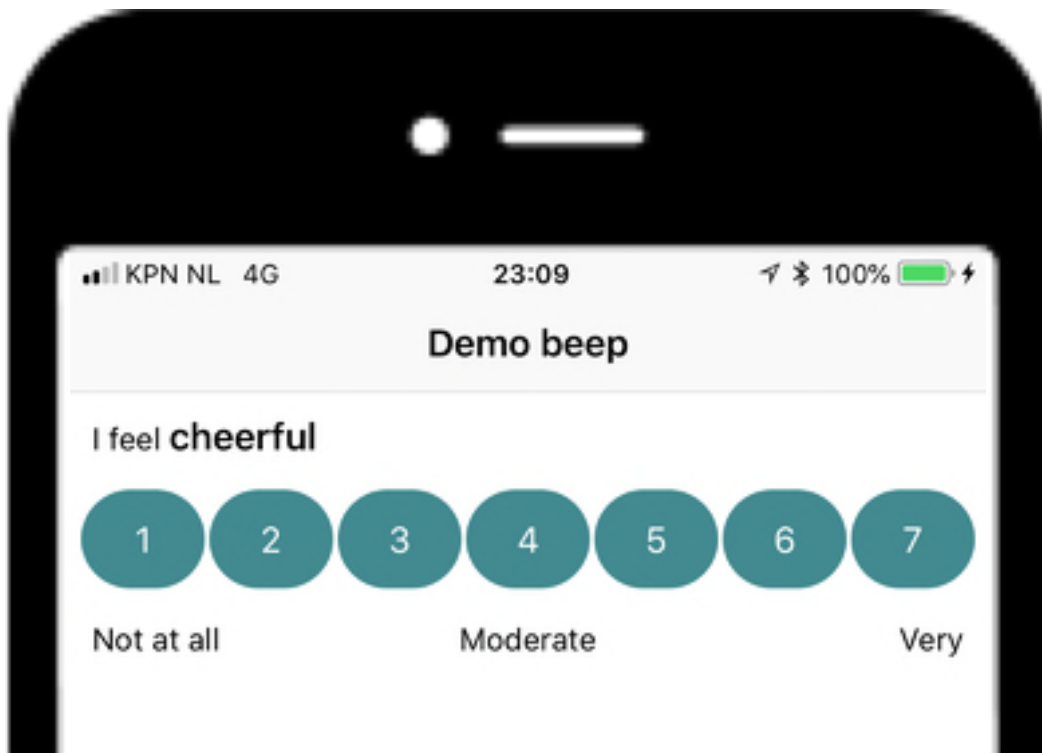 KPN NL 4G 23:09 100%
Demo beep
I feel cheerful
1 2 3 4 5 6 7
Not at all Moderate Very